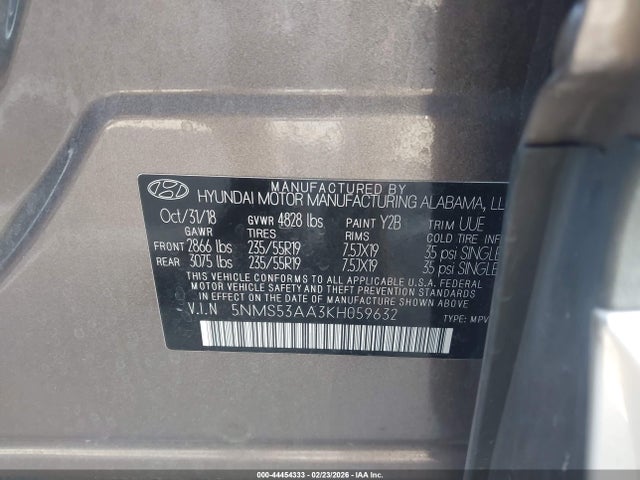 MANUFACTURED BY
HYUNDAI MOTOR MANUFACTURING ALABAMA, LL
Oct/31/18 GVWR 4828 lbs PAINT Y2B TRIM UUE
GAWR TIRES RIMS COLD TIRE INF
FRONT 2866 lbs 235/55R19 7.5JX19 35 psi SINGLE
REAR 3075 lbs 235/55R19 7.5JX19 35 psi SINGLE
THIS VEHICLE CONFORMS TO ALL APPLICABLE U.S.A. FEDERAL
MOTOR VEHICLE SAFETY, BUMPER, AND THEFT PREVENTION
STANDARDS IN EFFECT ON THE DATE OF MANUFACTURE SHOWN ABOVE.
V.I.N 5NMS53AA3KH059632 TYPE: MPV
000-44454333 - 02/23/2026 - IAAI.COM